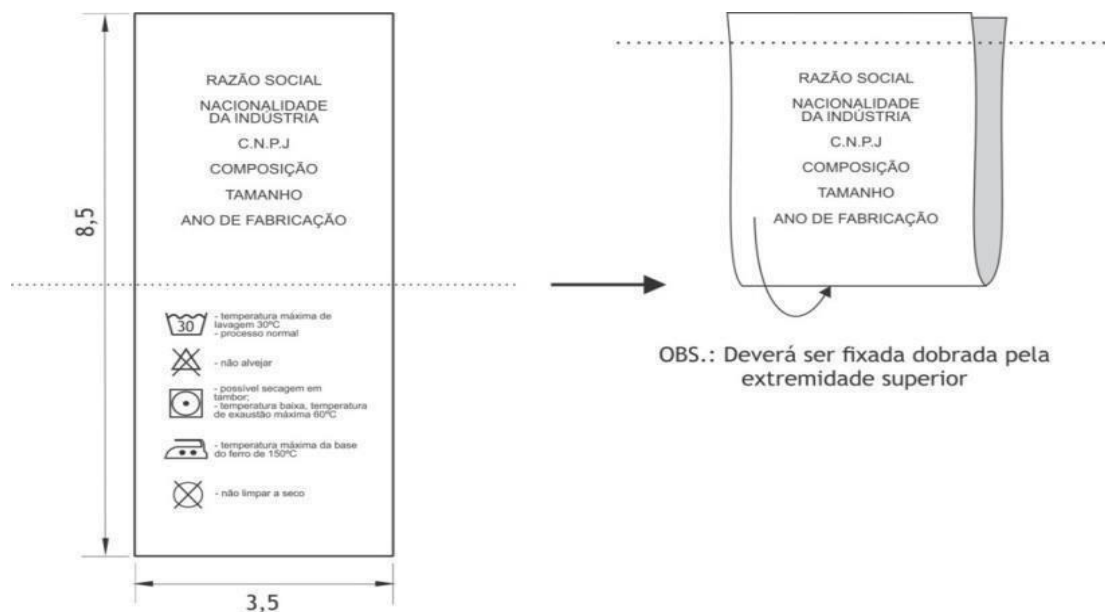 RAZÃO SOCIAL
NACIONALIDADE
DA INDÚSTRIA
C.N.P.J
COMPOSIÇÃO
TAMANHO
ANO DE FABRICAÇÃO
8,5
30
- temperatura máxima de
lavagem 30ºC
- processo normal
- não alvejar
- possível secagem em
tambor;
- temperatura baixa, temperatura
de exaustão máxima 60ºC
- temperatura máxima da base
do ferro de 150ºC
- não limpar a seco
3,5
RAZÃO SOCIAL
NACIONALIDADE
DA INDÚSTRIA
C.N.P.J
COMPOSIÇÃO
TAMANHO
ANO DE FABRICAÇÃO
OBS.: Deverá ser fixada dobrada pela
extremidade superior